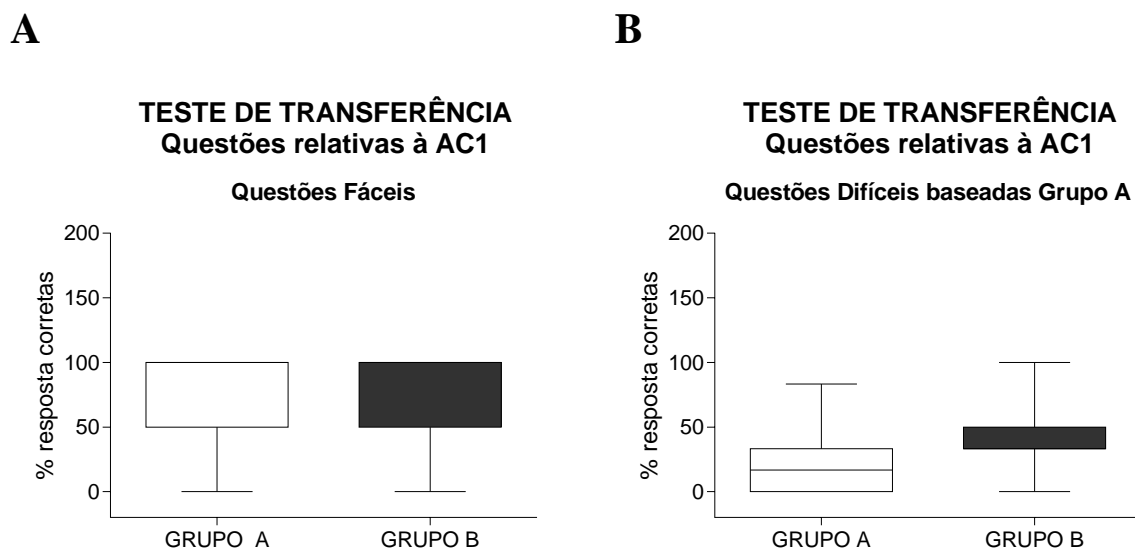 A
TESTE DE TRANSFERÊNCIA
Questões relativas à AC1
Questões Fáceis
% resposta corretas
200
150
100
50
0
GRUPO A
GRUPO B
B
TESTE DE TRANSFERÊNCIA
Questões relativas à AC1
Questões Difíceis baseadas Grupo A
% resposta corretas
200
150
100
50
0
GRUPO A
GRUPO B